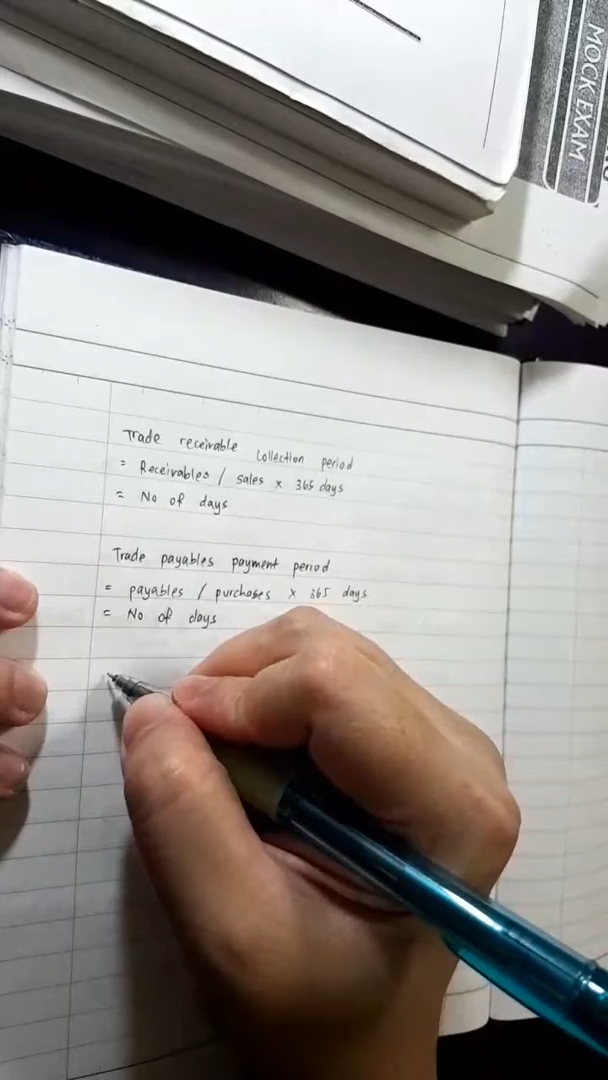 MOCK EXAM
Trade receivable collection period
= Receivables / sales x 365 days
= No of days
Trade payables payment period
= payables / purchases x 365 days
= No of days